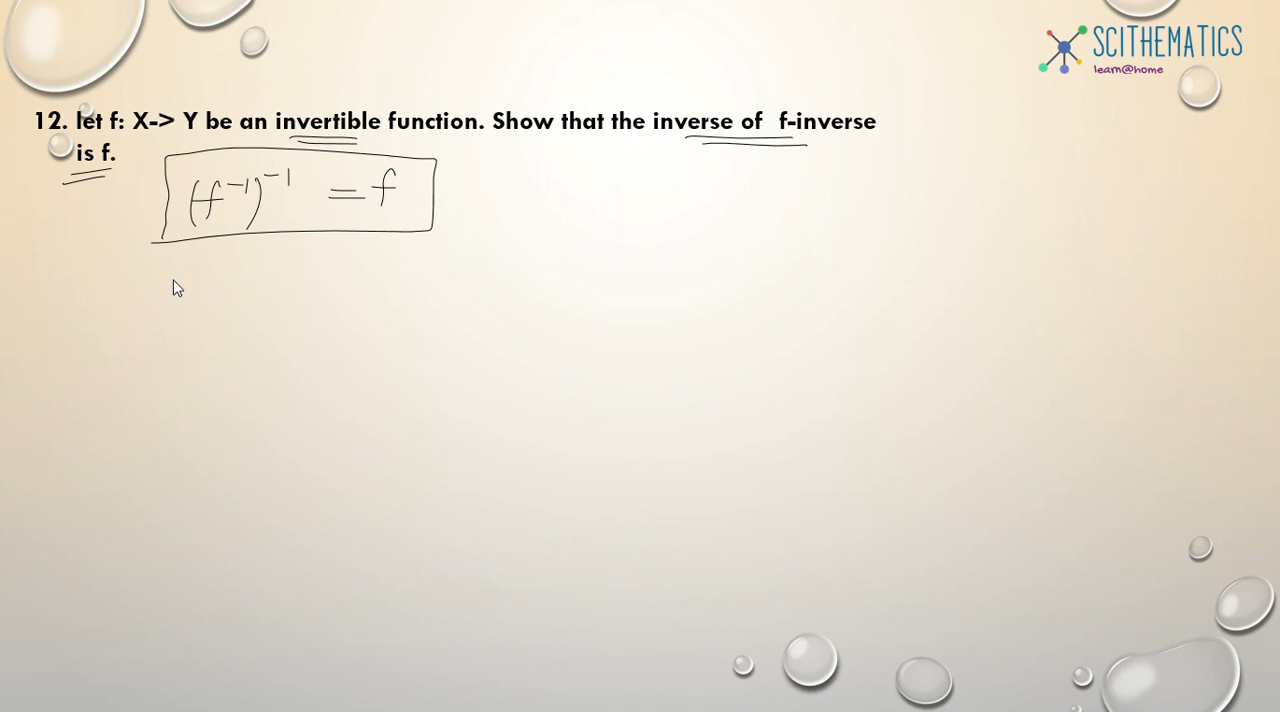 SCITHEMATICS
learn@home
12. let f: X-> Y be an invertible function. Show that the inverse of f-inverse
is f.
(f⁻¹)⁻¹ = f